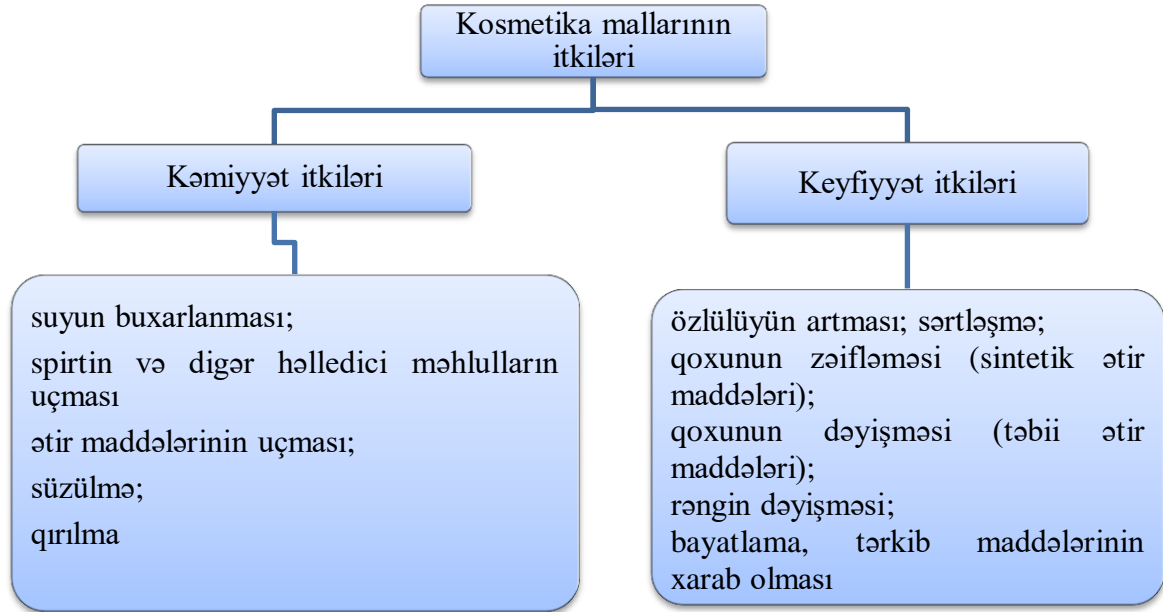 Kosmetika mallarının
itkiləri
Kəmiyyət itkiləri
Keyfiyyət itkiləri
suyun buxarlanması;
spirtin və digər həlledici məhlulların
uçması
ətir maddələrinin uçması;
süzülmə;
qırılma
özlülüyün artması; sərtləşmə;
qoxunun zəifləməsi (sintetik ətir
maddələri);
qoxunun dəyişməsi (təbii ətir
maddələri);
rəngin dəyişməsi;
bayatlama, tərkib maddələrinin
xarab olması